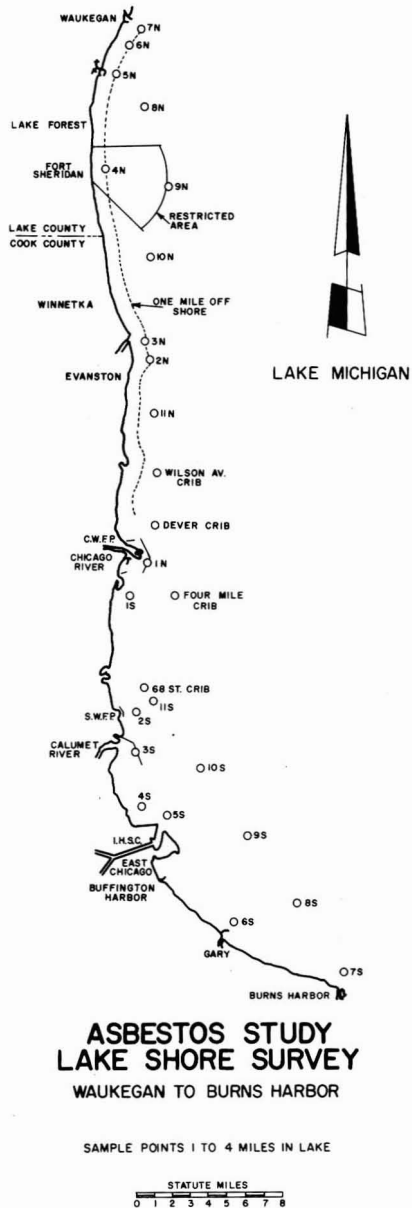 WAUKEGAN
7N
6N
5N
8N
LAKE FOREST
FORT
SHERIDAN
4N
9N
RESTRICTED
AREA
LAKE COUNTY
COOK COUNTY
10N
WINNETKA
ONE MILE OFF
SHORE
3N
2N
EVANSTON
LAKE MICHIGAN
11N
WILSON AV.
CRIB
DEVER CRIB
C.W.F.P.
CHICAGO
RIVER
1N
1S
FOUR MILE
CRIB
68 ST. CRIB
11S
S.W.F.P.
2S
CALUMET
RIVER
3S
10S
4S
5S
9S
I.H.S.C.
EAST
CHICAGO
BUFFINGTON
HARBOR
8S
6S
GARY
7S
BURNS HARBOR
ASBESTOS STUDY
LAKE SHORE SURVEY
WAUKEGAN TO BURNS HARBOR
SAMPLE POINTS 1 TO 4 MILES IN LAKE
STATUTE MILES
0 1 2 3 4 5 6 7 8